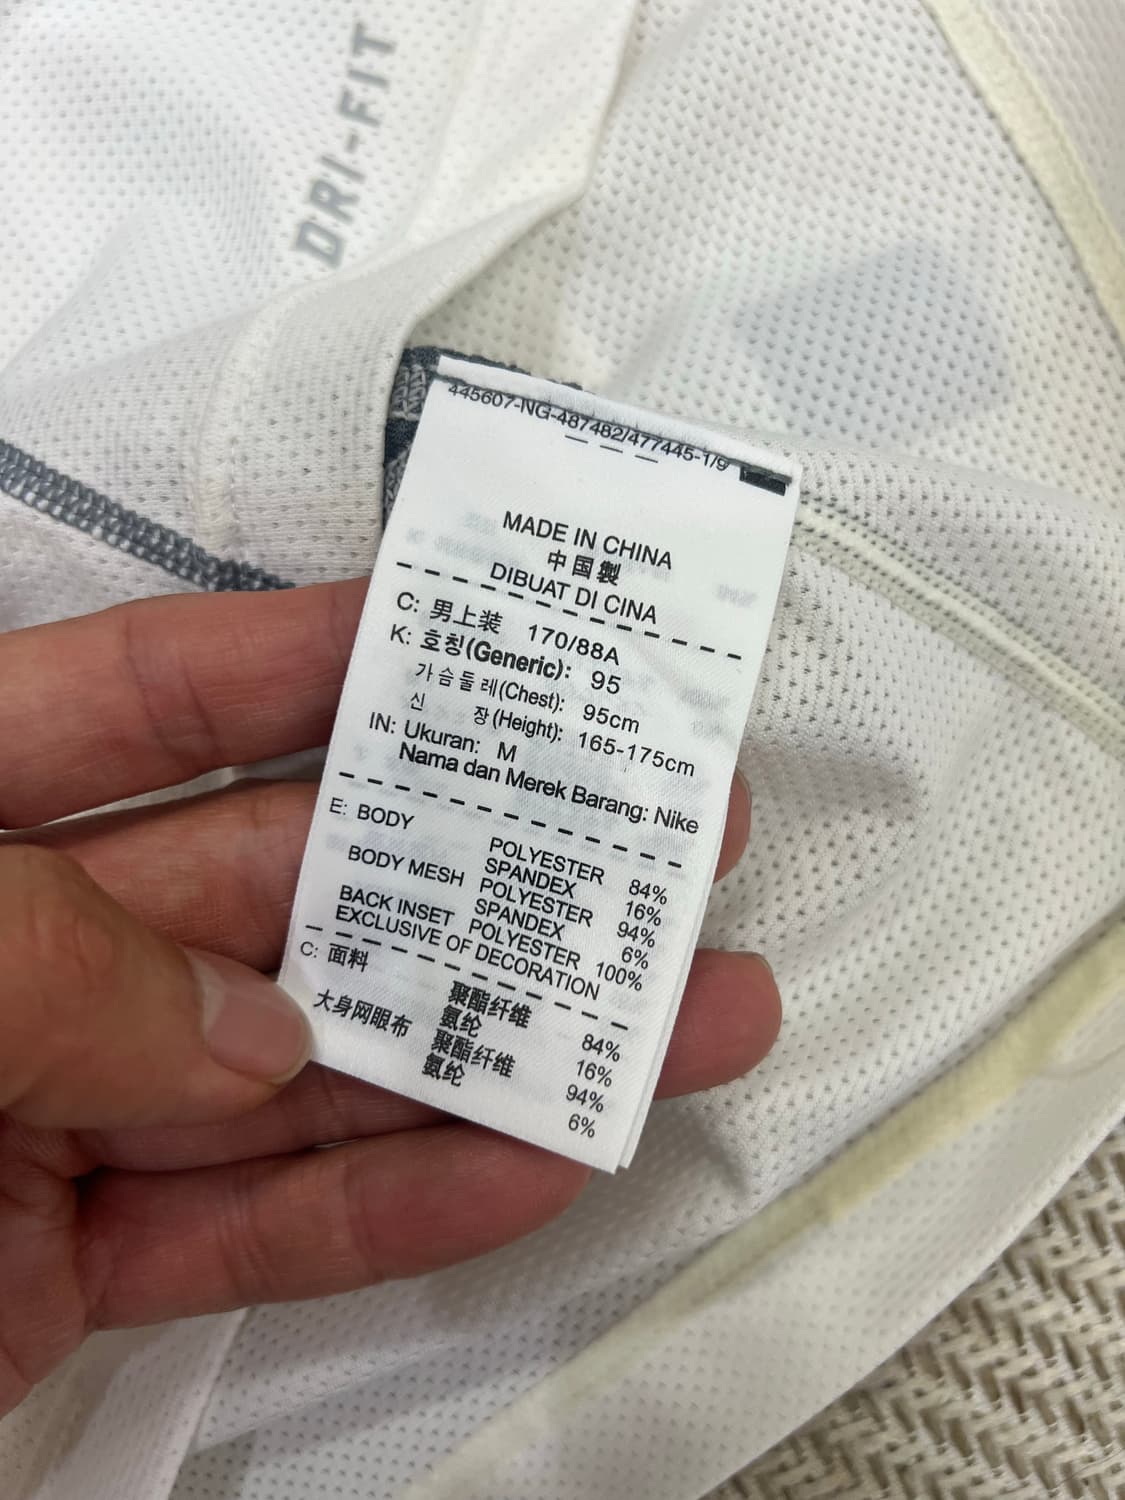 DRI-FIT
445607-NG-487482/477445-1/9
MADE IN CHINA
中国製
DIBUAT DI CINA
C: 男上装 170/88A
K: 호칭(Generic): 95
가슴둘레(Chest): 95cm
신 장(Height): 165-175cm
IN: Ukuran: M
Nama dan Merek Barang: Nike
E: BODY POLYESTER 84%
SPANDEX 16%
BODY MESH POLYESTER 94%
SPANDEX 6%
BACK INSET POLYESTER 100%
EXCLUSIVE OF DECORATION
C: 面料 聚酯纤维 84%
氨纶 16%
大身网眼布 聚酯纤维 94%
氨纶 6%